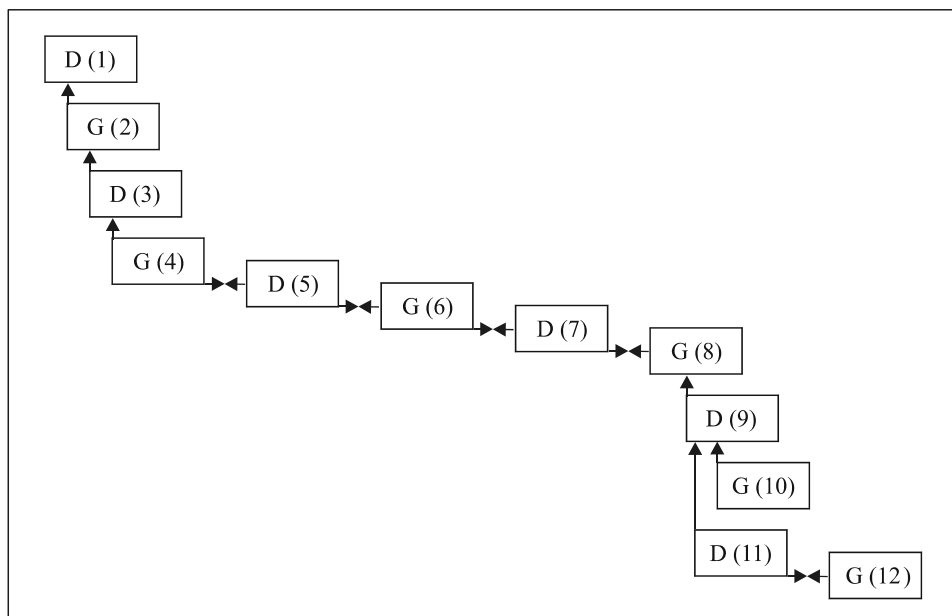 D (1)
G (2)
D (3)
G (4)
D (5)
G (6)
D (7)
G (8)
D (9)
G (10)
D (11)
G (12)